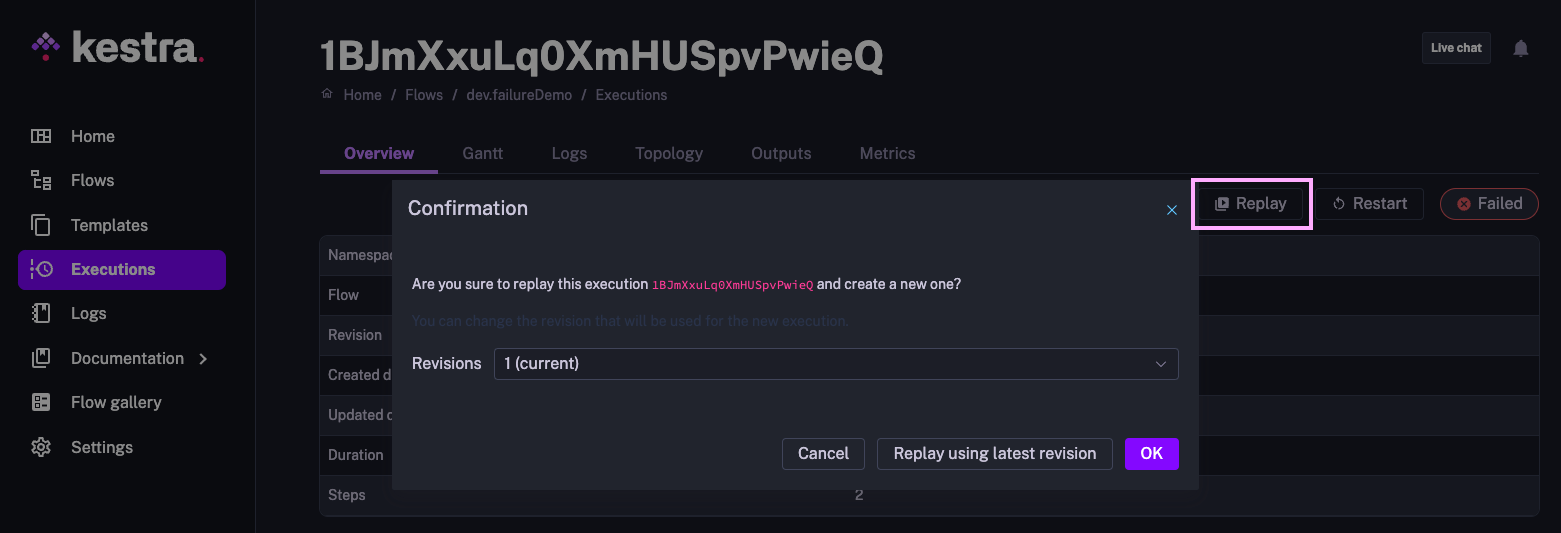 kestra.
Home
Flows
Templates
Executions
Logs
Documentation
Flow gallery
Settings
1BJmXxuLq0XmHUSpvPwieQ
Live chat
Home / Flows / dev.failureDemo / Executions
Overview Gantt Logs Topology Outputs Metrics
Replay Restart Failed
Confirmation
Are you sure to replay this execution 1BJmXxuLq0XmHUSpvPwieQ and create a new one?
You can change the revision that will be used for the new execution.
Revisions 1 (current)
Cancel Replay using latest revision OK
Namespac
Flow
Revision
Created d
Updated d
Duration
Steps 2